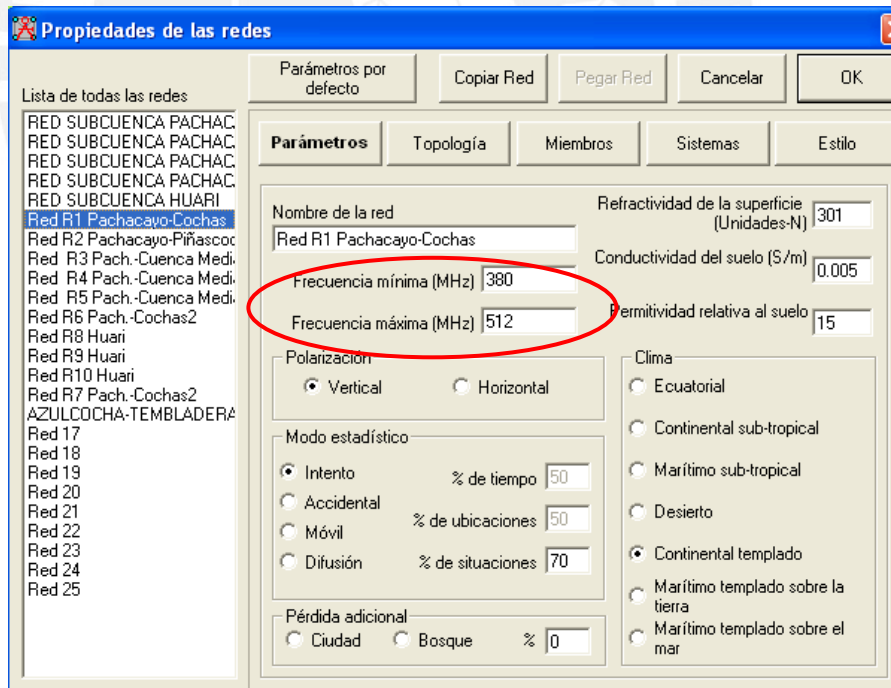 Propiedades de las redes
Parámetros por defecto
Copiar Red
Pegar Red
Cancelar
OK
Lista de todas las redes
RED SUBCUENCA PACHAC
RED SUBCUENCA PACHAC
RED SUBCUENCA PACHAC
RED SUBCUENCA PACHAC
RED SUBCUENCA HUARI
Red R1 Pachacayo-Cochas
Red R2 Pachacayo-Piñascoc
Red R3 Pach.-Cuenca Medi
Red R4 Pach.-Cuenca Medi
Red R5 Pach.-Cuenca Medi
Red R6 Pach.-Cochas2
Red R8 Huari
Red R9 Huari
Red R10 Huari
Red R7 Pach.-Cochas2
AZULCOCHA-TEMBLADERA
Red 17
Red 18
Red 19
Red 20
Red 21
Red 22
Red 23
Red 24
Red 25
Parámetros
Topología
Miembros
Sistemas
Estilo
Nombre de la red
Red R1 Pachacayo-Cochas
Frecuencia mínima (MHz) 380
Frecuencia máxima (MHz) 512
Refractividad de la superficie
(Unidades-N) 301
Conductividad del suelo (S/m)
0.005
Permitividad relativa al suelo
15
Polarización
Vertical
Horizontal
Modo estadístico
Intento
Accidental
Móvil
Difusión
% de tiempo 50
% de ubicaciones 50
% de situaciones 70
Pérdida adicional
Ciudad
Bosque
% 0
Clima
Ecuatorial
Continental sub-tropical
Marítimo sub-tropical
Desierto
Continental templado
Marítimo templado sobre la
tierra
Marítimo templado sobre el
mar